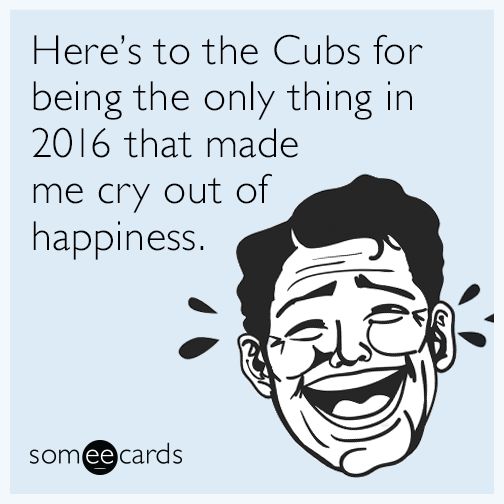 Here's to the Cubs for
being the only thing in
2016 that made
me cry out of
happiness.
someecards